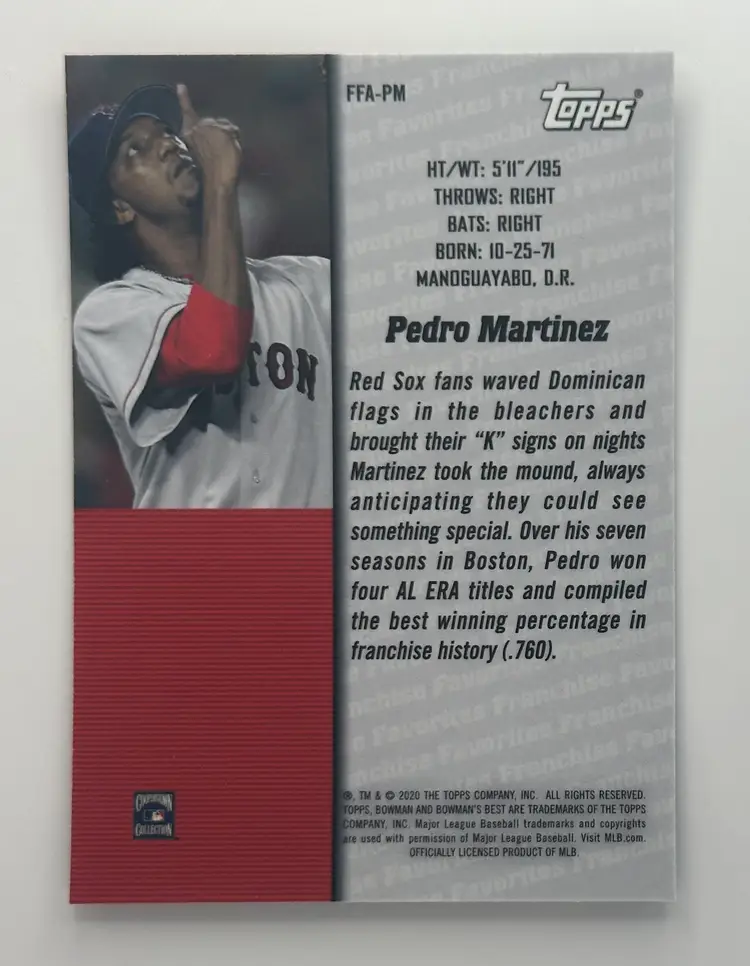 FFA-PM
Topps®
HT/WT: 5'11"/195
THROWS: RIGHT
BATS: RIGHT
BORN: 10-25-71
MANOGUAYABO, D.R.
Pedro Martinez
Red Sox fans waved Dominican
flags in the bleachers and
brought their “K” signs on nights
Martinez took the mound, always
anticipating they could see
something special. Over his seven
seasons in Boston, Pedro won
four AL ERA titles and compiled
the best winning percentage in
franchise history (.760).
TON
COOPERSTOWN
COLLECTION™
®, TM & © 2020 THE TOPPS COMPANY, INC. ALL RIGHTS RESERVED.
TOPPS, BOWMAN AND BOWMAN'S BEST ARE TRADEMARKS OF THE TOPPS
COMPANY, INC. Major League Baseball trademarks and copyrights
are used with permission of Major League Baseball. Visit MLB.com.
OFFICIALLY LICENSED PRODUCT OF MLB.